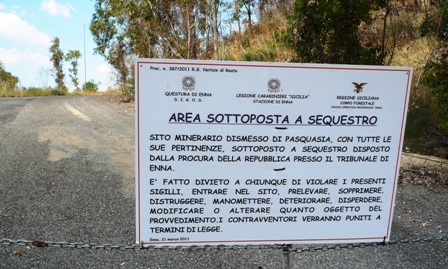 Proc. n. 387/2011 R.G. Notizie di Reato
QUESTURA DI ENNA
D. I. G. O. S.
LEGIONE CARABINIERI "SICILIA"
STAZIONE DI ENNA
REGIONE SICILIANA
CORPO FORESTALE
NUCLEO OPERATIVO PROVINCIALE ENNA
AREA SOTTOPOSTA A SEQUESTRO
SITO MINERARIO DISMESSO DI PASQUASIA, CON TUTTE LE
SUE PERTINENZE, SOTTOPOSTO A SEQUESTRO DISPOSTO
DALLA PROCURA DELLA REPUBBLICA PRESSO IL TRIBUNALE DI
ENNA.
E' FATTO DIVIETO A CHIUNQUE DI VIOLARE I PRESENTI
SIGILLI, ENTRARE NEL SITO, PRELEVARE, SOPPRIMERE,
DISTRUGGERE, MANOMETTERE, DETERIORARE, DISPERDERE,
MODIFICARE O ALTERARE QUANTO OGGETTO DEL
PROVVEDIMENTO.I CONTRAVVENTORI VERRANNO PUNITI A
TERMINI DI LEGGE.
Enna, 21 marzo 2011